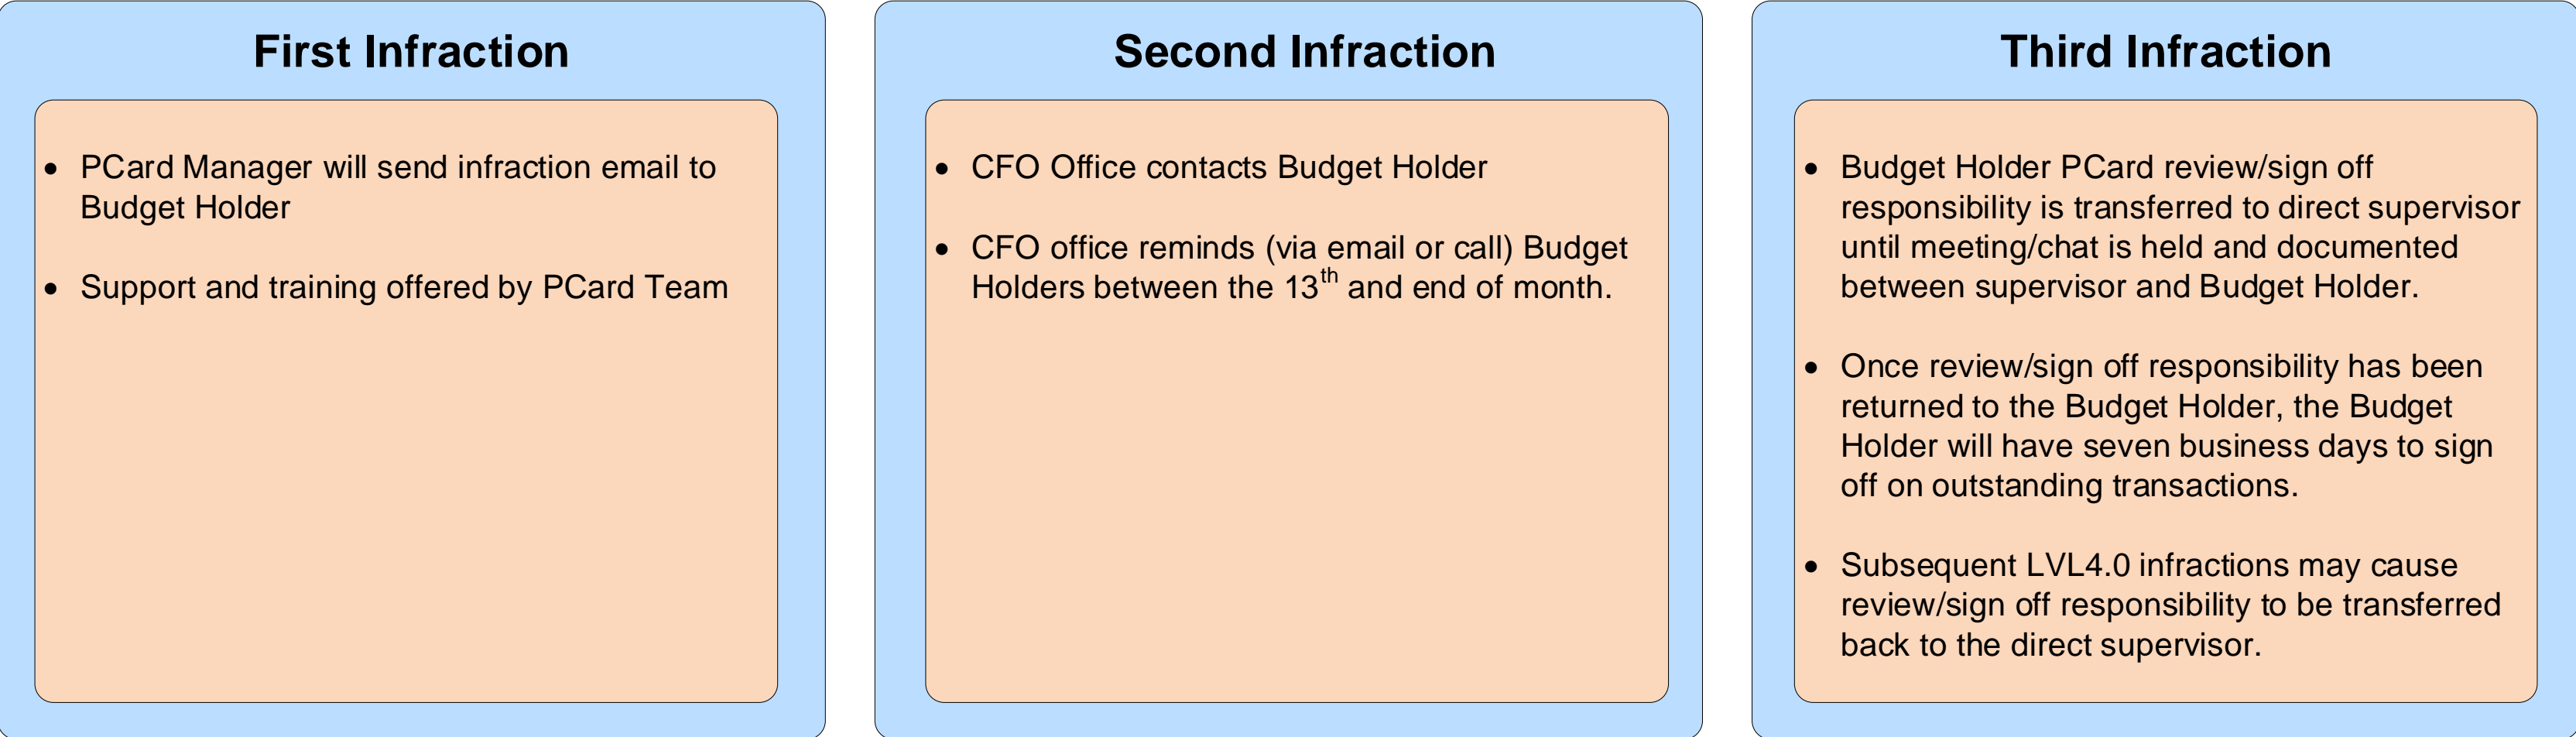 First Infraction
• PCard Manager will send infraction email to
Budget Holder
• Support and training offered by PCard Team
Second Infraction
• CFO Office contacts Budget Holder
• CFO office reminds (via email or call) Budget
Holders between the 13th and end of month.
Third Infraction
• Budget Holder PCard review/sign off
responsibility is transferred to direct supervisor
until meeting/chat is held and documented
between supervisor and Budget Holder.
• Once review/sign off responsibility has been
returned to the Budget Holder, the Budget
Holder will have seven business days to sign
off on outstanding transactions.
• Subsequent LVL4.0 infractions may cause
review/sign off responsibility to be transferred
back to the direct supervisor.